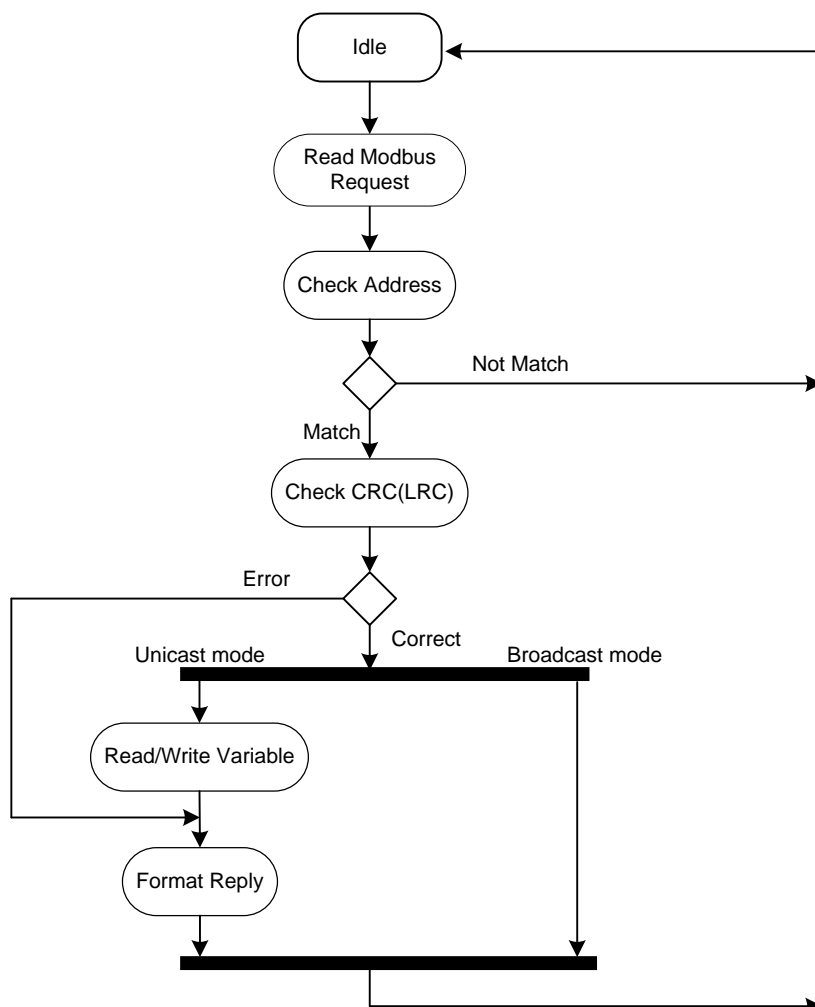 Idle
Read Modbus
Request
Check Address
Not Match
Match
Check CRC(LRC)
Error
Correct
Unicast mode
Broadcast mode
Read/Write Variable
Format Reply